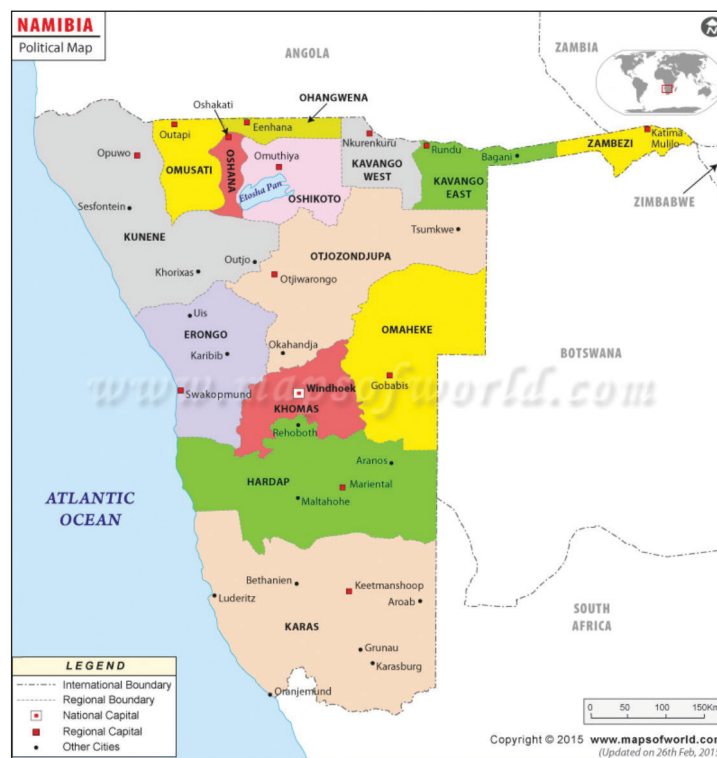 NAMIBIA
Political Map
N
ANGOLA
ZAMBIA
OHANGWENA
Oshakati
Outapi
Eenhana
Nkurenkuru
Rundu
Bagani
ZAMBEZI
Katima
Mulilo
Opuwo
OMUSATI
OSHANA
Omuthiya
KAVANGO
WEST
KAVANGO
EAST
Etosha Pan
OSHIKOTO
ZIMBABWE
Sesfontein
KUNENE
Tsumkwe
OTJOZONDJUPA
Outjo
Khorixas
Otjiwarongo
Uis
ERONGO
OMAHEKE
Karibib
Okahandja
BOTSWANA
www.mapsofworld.com
Swakopmund
Windhoek
Gobabis
KHOMAS
Rehoboth
Aranos
HARDAP
Mariental
Maltahohe
ATLANTIC
OCEAN
Bethanien
Keetmanshoop
Luderitz
Aroab
SOUTH
AFRICA
KARAS
Grunau
Karasburg
Oranjemund
LEGEND
International Boundary
Regional Boundary
National Capital
Regional Capital
Other Cities
0 50 100 150Km
Copyright © 2015 www.mapsofworld.com
(Updated on 26th Feb, 2015